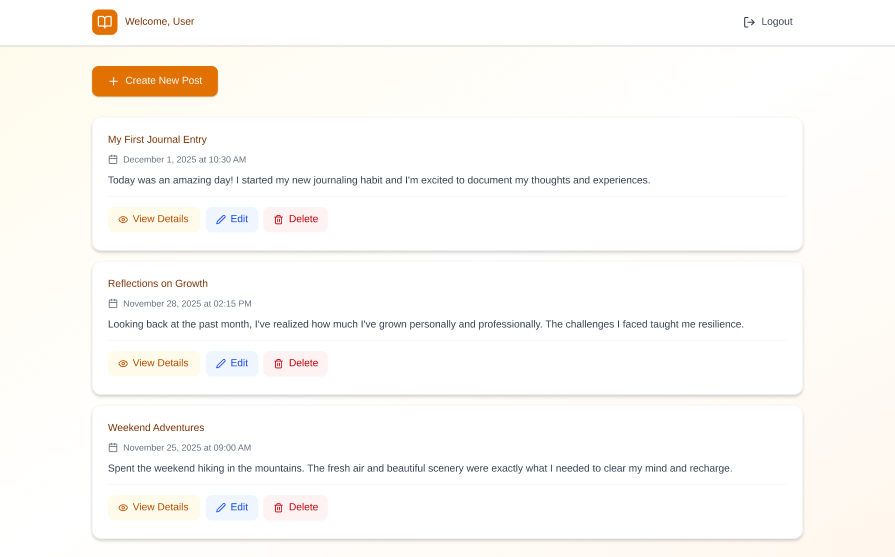 Welcome, User
Logout
Create New Post
My First Journal Entry
December 1, 2025 at 10:30 AM
Today was an amazing day! I started my new journaling habit and I'm excited to document my thoughts and experiences.
View Details Edit Delete
Reflections on Growth
November 28, 2025 at 02:15 PM
Looking back at the past month, I've realized how much I've grown personally and professionally. The challenges I faced taught me resilience.
View Details Edit Delete
Weekend Adventures
November 25, 2025 at 09:00 AM
Spent the weekend hiking in the mountains. The fresh air and beautiful scenery were exactly what I needed to clear my mind and recharge.
View Details Edit Delete